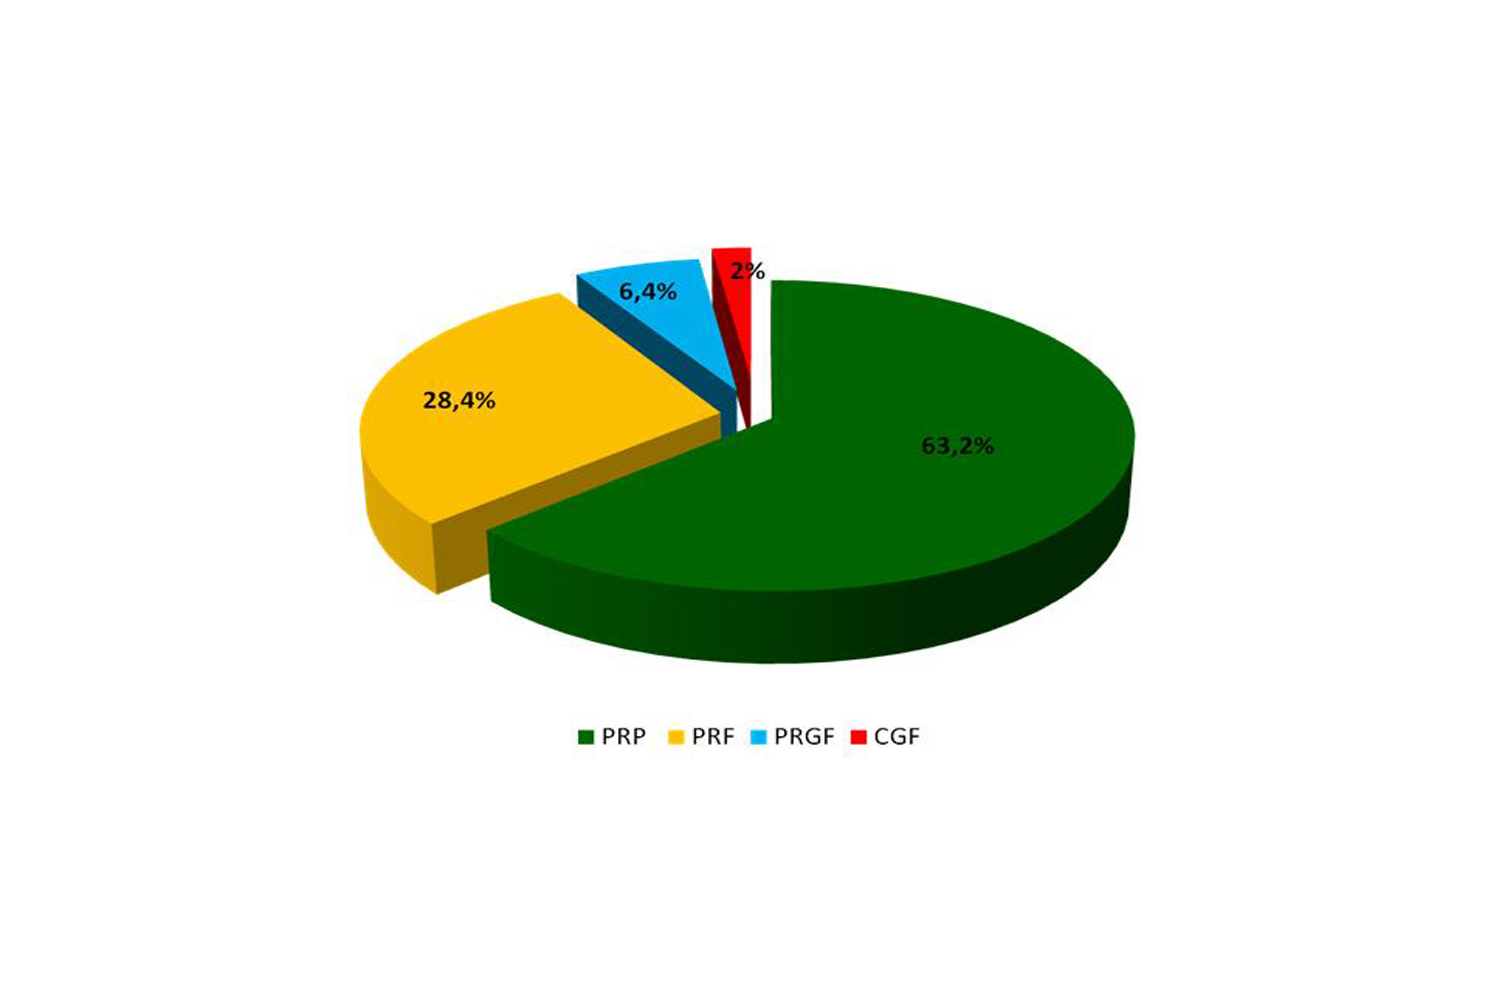 2%
6,4%
28,4%
63,2%
PRP PRF PRGF CGF